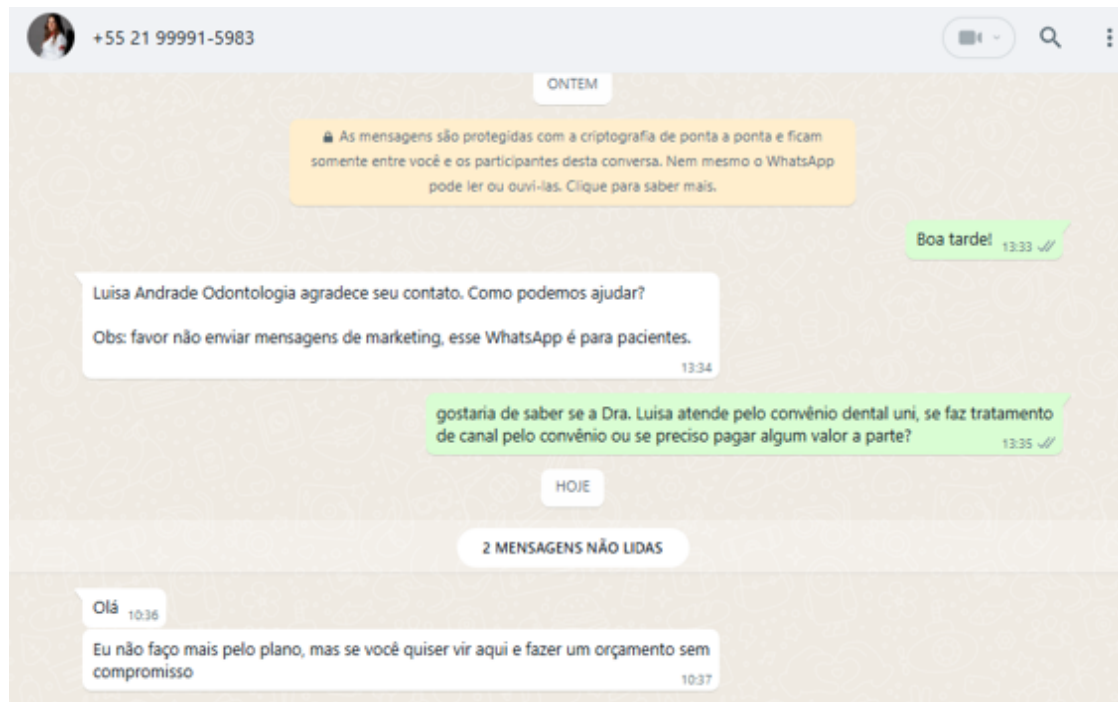 +55 21 99991-5983
ONTEM
As mensagens são protegidas com a criptografia de ponta a ponta e ficam
somente entre você e os participantes desta conversa. Nem mesmo o WhatsApp
pode ler ou ouvi-las. Clique para saber mais.
Boa tarde! 13:33
Luisa Andrade Odontologia agradece seu contato. Como podemos ajudar?
Obs: favor não enviar mensagens de marketing, esse WhatsApp é para pacientes.
13:34
gostaria de saber se a Dra. Luisa atende pelo convênio dental uni, se faz tratamento
de canal pelo convênio ou se preciso pagar algum valor a parte? 13:35
HOJE
2 MENSAGENS NÃO LIDAS
Olá 10:36
Eu não faço mais pelo plano, mas se você quiser vir aqui e fazer um orçamento sem
compromisso 10:37